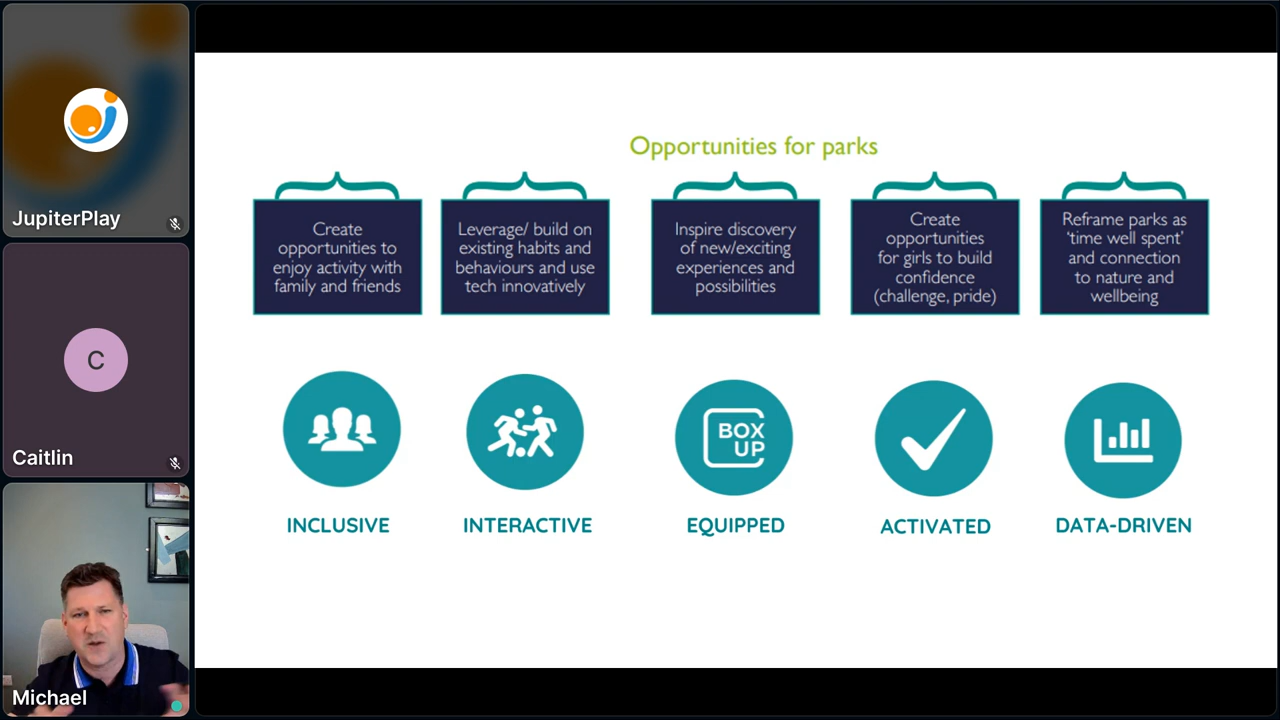 JupiterPlay
C
Caitlin
Michael
Opportunities for parks
Create
opportunities to
enjoy activity with
family and friends
Leverage/ build on
existing habits and
behaviours and use
tech innovatively
Inspire discovery
of new/exciting
experiences and
possibilities
Create
opportunities
for girls to build
confidence
(challenge, pride)
Reframe parks as
‘time well spent’
and connection
to nature and
wellbeing
BOX
UP
INCLUSIVE
INTERACTIVE
EQUIPPED
ACTIVATED
DATA-DRIVEN